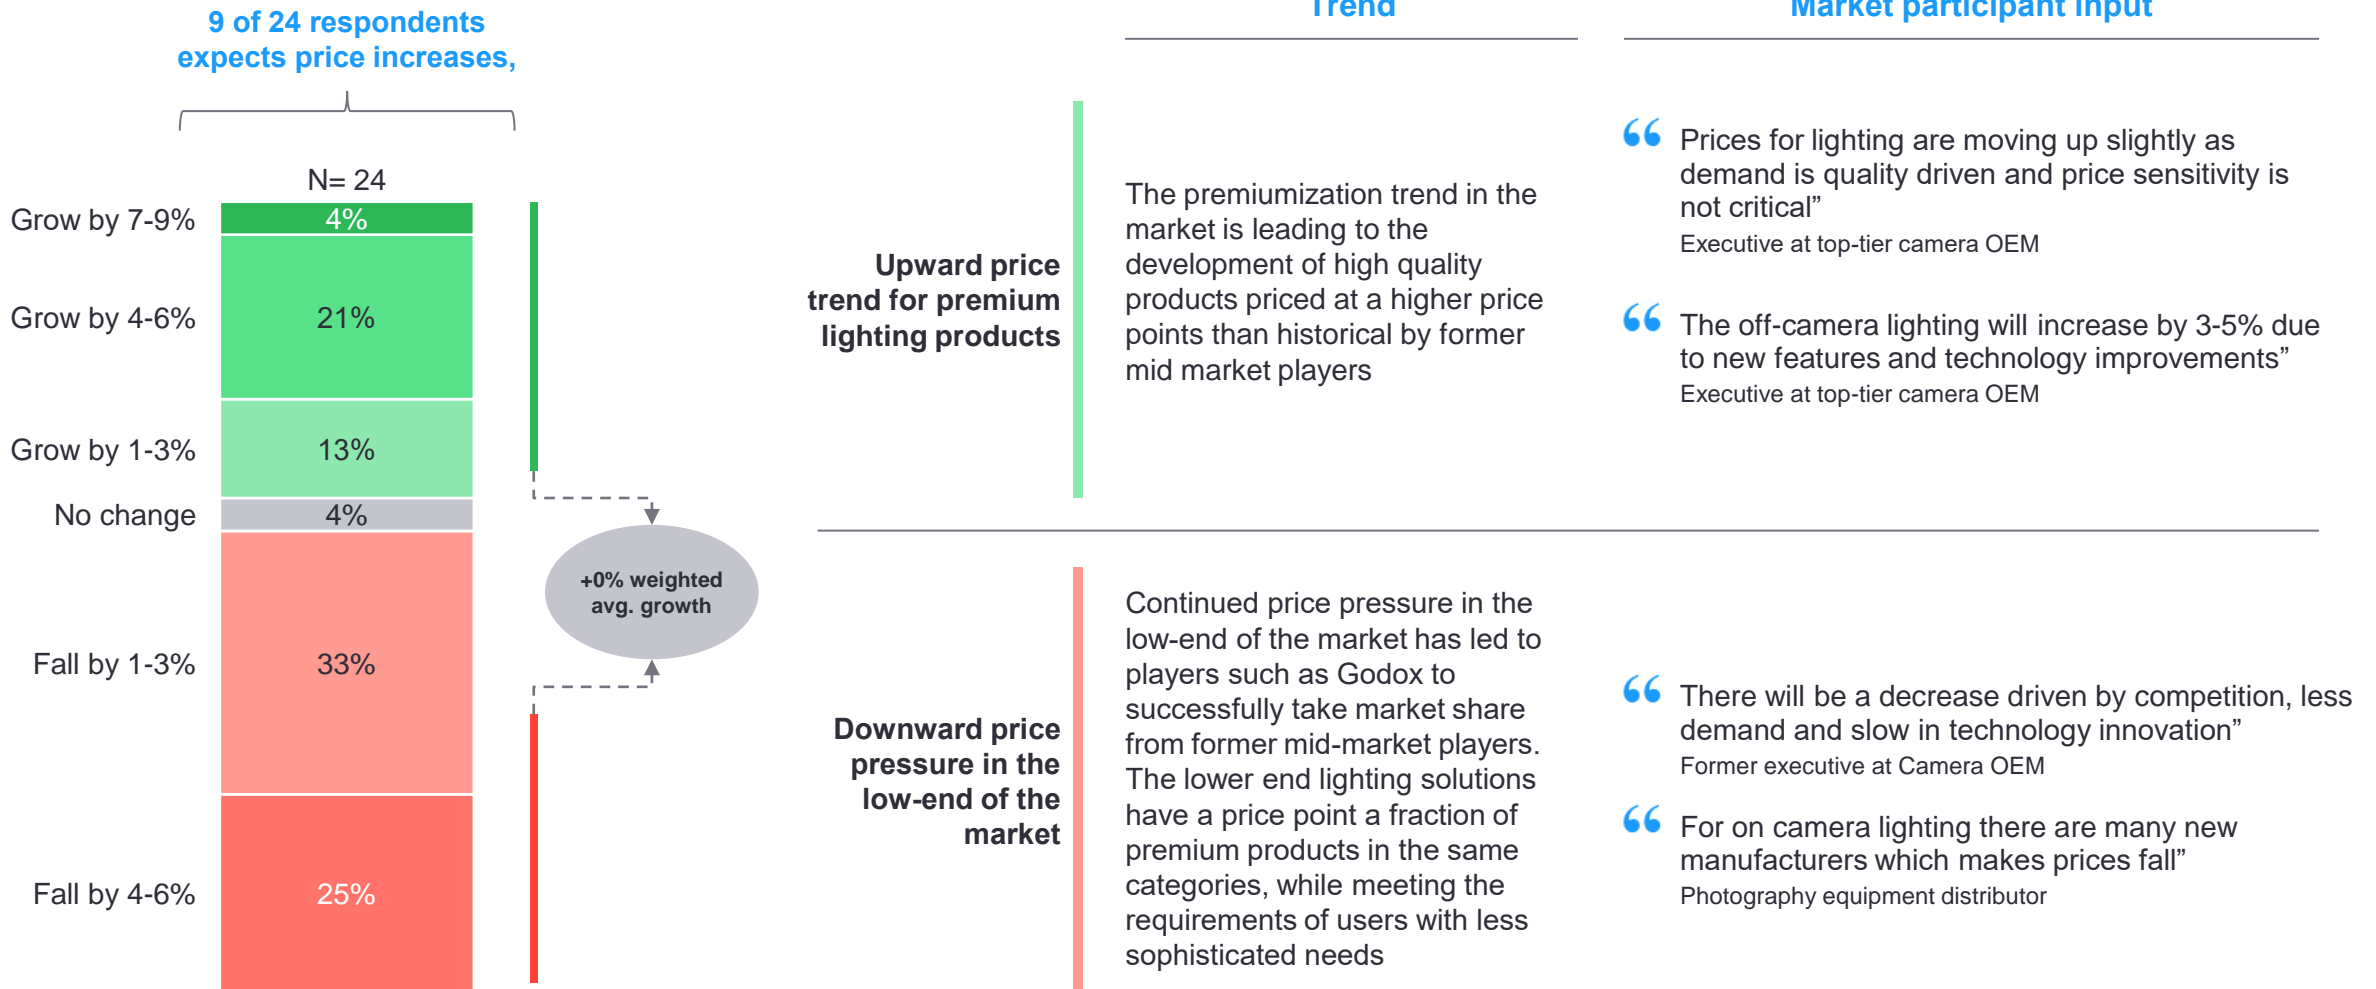 9 of 24 respondents
expects price increases,
N= 24
Grow by 7-9%
4%
Grow by 4-6%
21%
Grow by 1-3%
13%
No change
4%
Fall by 1-3%
33%
Fall by 4-6%
25%
+0% weighted
avg. growth
Trend
Market participant input
Upward price
trend for premium
lighting products
The premiumization trend in the
market is leading to the
development of high quality
products priced at a higher price
points than historical by former
mid market players
“ Prices for lighting are moving up slightly as
demand is quality driven and price sensitivity is
not critical”
Executive at top-tier camera OEM
“ The off-camera lighting will increase by 3-5% due
to new features and technology improvements”
Executive at top-tier camera OEM
Downward price
pressure in the
low-end of the
market
Continued price pressure in the
low-end of the market has led to
players such as Godox to
successfully take market share
from former mid-market players.
The lower end lighting solutions
have a price point a fraction of
premium products in the same
categories, while meeting the
requirements of users with less
sophisticated needs
“ There will be a decrease driven by competition, less
demand and slow in technology innovation”
Former executive at Camera OEM
“ For on camera lighting there are many new
manufacturers which makes prices fall”
Photography equipment distributor